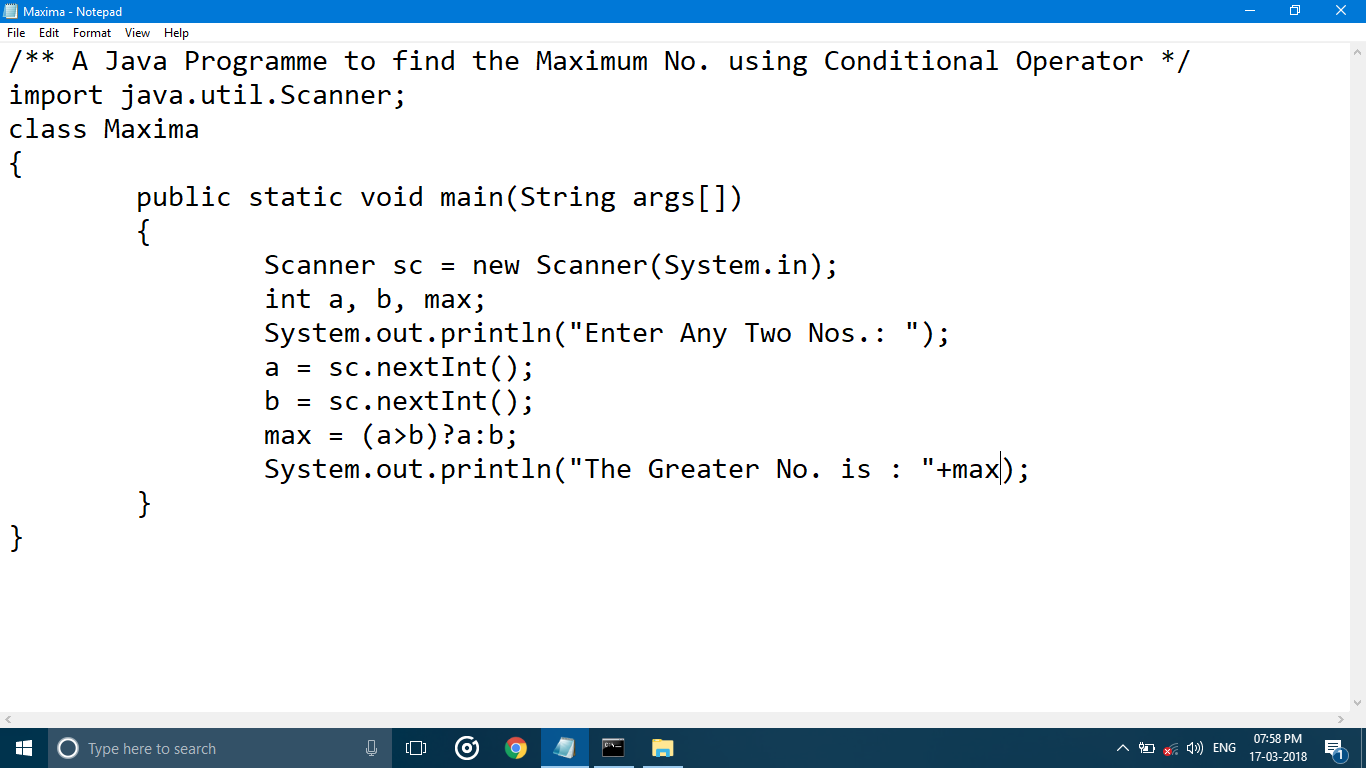 Maxima - Notepad
File Edit Format View Help
/** A Java Programme to find the Maximum No. using Conditional Operator */
import java.util.Scanner;
class Maxima
{
public static void main(String args[])
{
Scanner sc = new Scanner(System.in);
int a, b, max;
System.out.println("Enter Any Two Nos.: ");
a = sc.nextInt();
b = sc.nextInt();
max = (a>b)?a:b;
System.out.println("The Greater No. is : "+max);
}
}
Type here to search
ENG
07:58 PM
17-03-2018
1